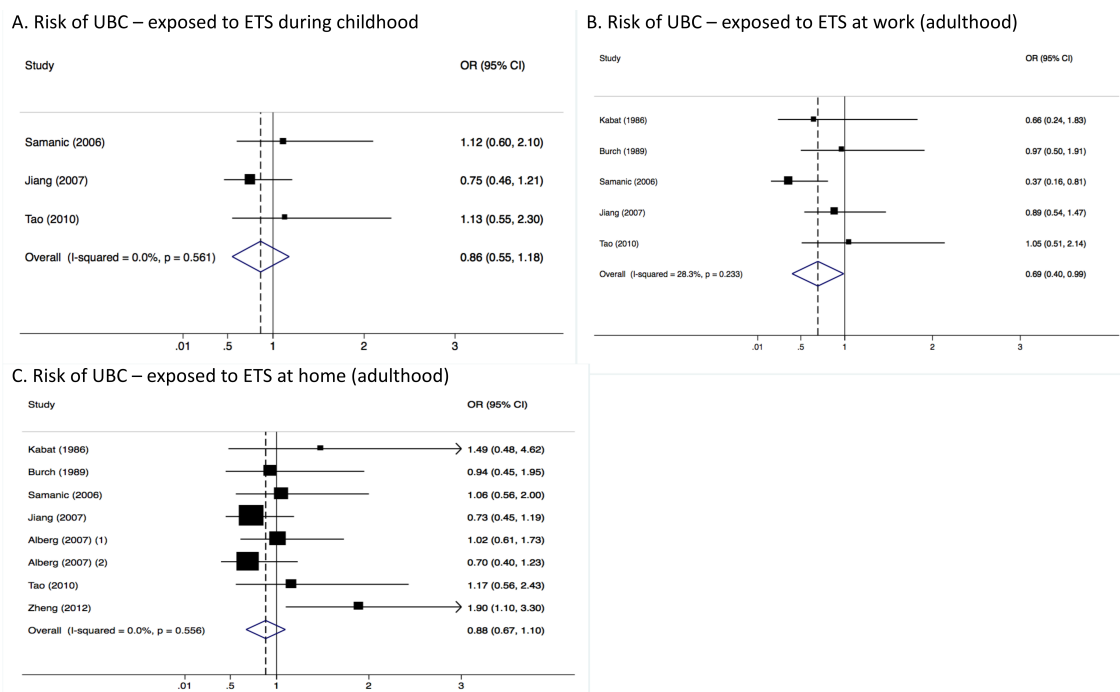 A. Risk of UBC – exposed to ETS during childhood
Study OR (95% CI)
Samanic (2006) 1.12 (0.60, 2.10)
Jiang (2007) 0.75 (0.46, 1.21)
Tao (2010) 1.13 (0.55, 2.30)
Overall (I-squared = 0.0%, p = 0.561) 0.86 (0.55, 1.18)
.01 .5 1 2 3
B. Risk of UBC – exposed to ETS at work (adulthood)
Study OR (95% CI)
Kabat (1986) 0.66 (0.24, 1.83)
Burch (1989) 0.97 (0.50, 1.91)
Samanic (2006) 0.37 (0.16, 0.81)
Jiang (2007) 0.89 (0.54, 1.47)
Tao (2010) 1.05 (0.51, 2.14)
Overall (I-squared = 28.3%, p = 0.233) 0.69 (0.40, 0.99)
.01 .5 1 2 3
C. Risk of UBC – exposed to ETS at home (adulthood)
Study OR (95% CI)
Kabat (1986) 1.49 (0.48, 4.62)
Burch (1989) 0.94 (0.45, 1.95)
Samanic (2006) 1.06 (0.56, 2.00)
Jiang (2007) 0.73 (0.45, 1.19)
Alberg (2007) (1) 1.02 (0.61, 1.73)
Alberg (2007) (2) 0.70 (0.40, 1.23)
Tao (2010) 1.17 (0.56, 2.43)
Zheng (2012) 1.90 (1.10, 3.30)
Overall (I-squared = 0.0%, p = 0.556) 0.88 (0.67, 1.10)
.01 .5 1 2 3